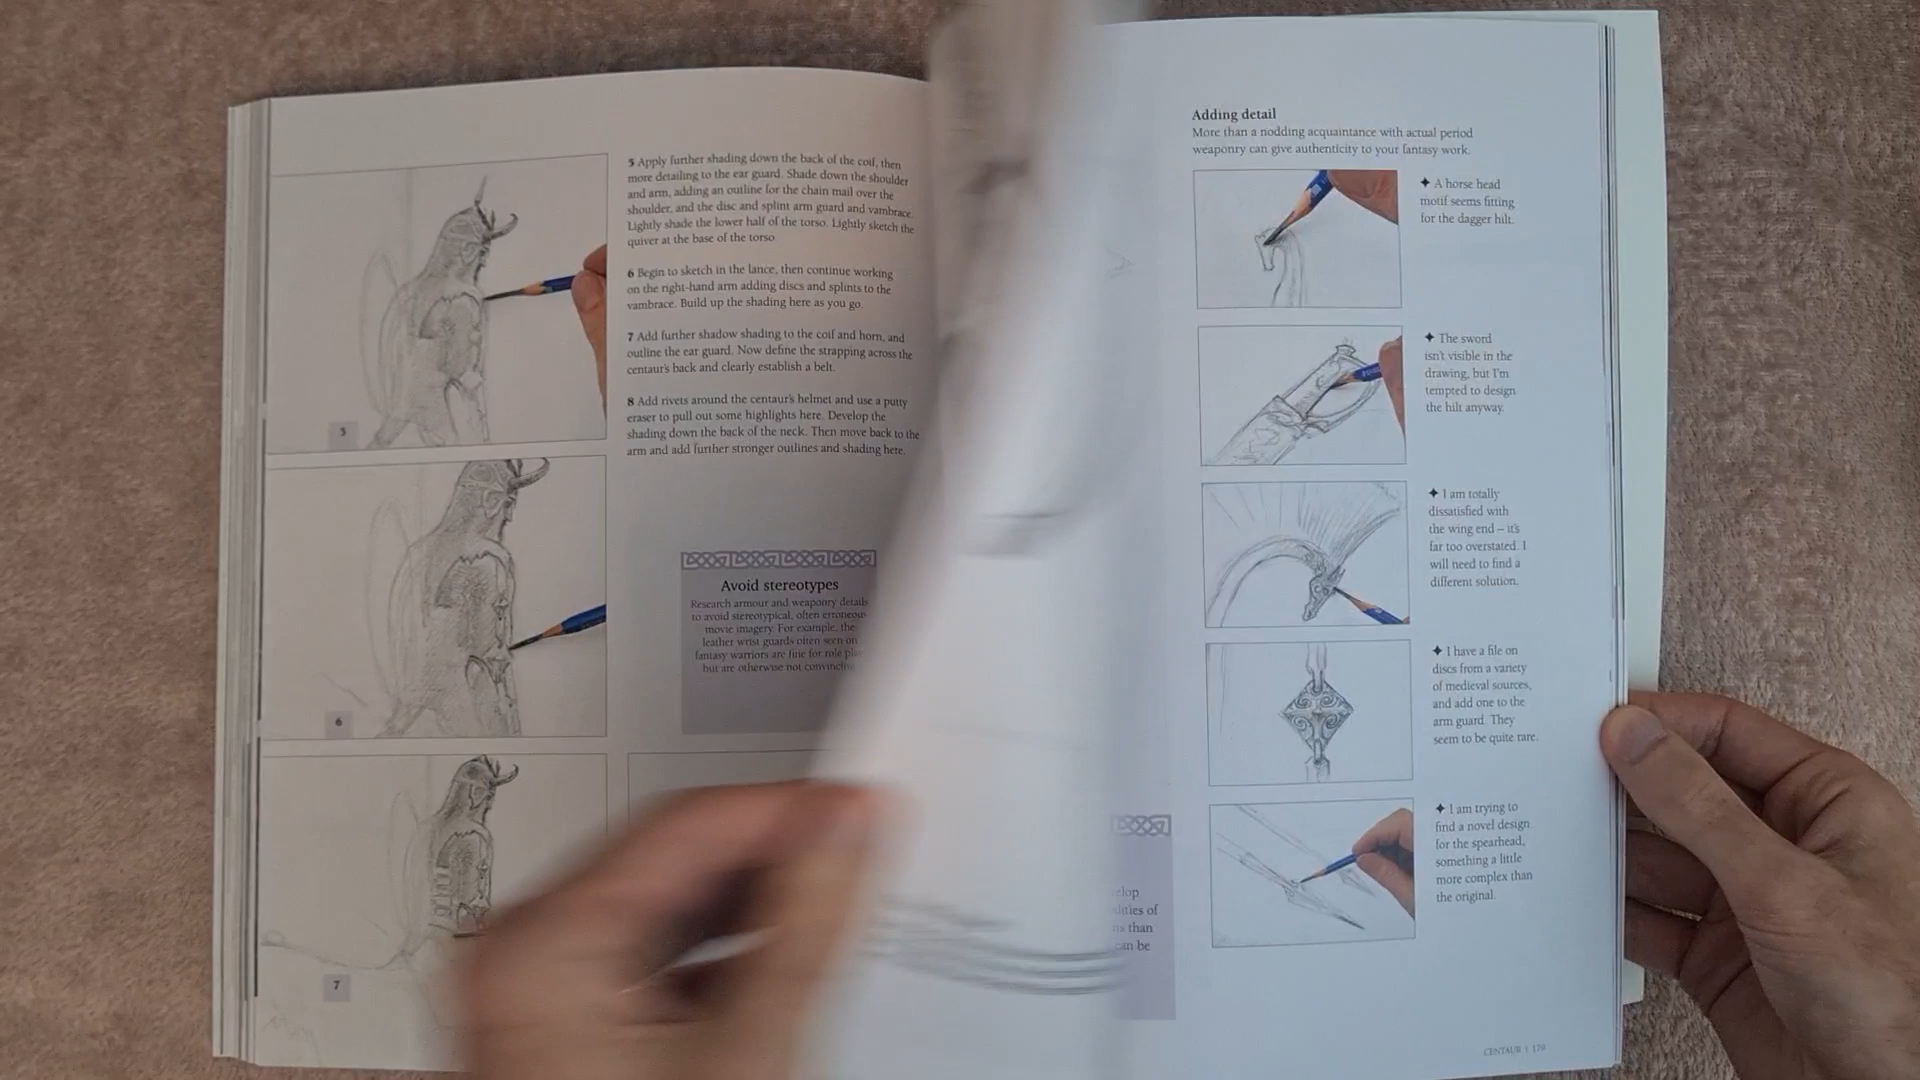 5 Apply further shading down the back of the coif, then
more detailing to the ear guard. Shade down the shoulder
and arm, adding an outline for the chain mail over the
shoulder, and the disc and splint arm guard and vambrace.
Lightly shade the lower half of the torso. Lightly sketch the
quiver at the base of the torso
6 Begin to sketch in the lance, then continue working
on the right-hand arm adding discs and splints to the
vambrace. Build up the shading here as you go.
7 Add further shadow shading to the coif and horn, and
outline the ear guard. Now define the strapping across the
centaur's back and clearly establish a belt.
8 Add rivets around the centaur's helmet and use a putty
eraser to pull out some highlights here. Develop the
shading down the back of the neck. Then move back to the
arm and add further stronger outlines and shading here.
5
6
7
Avoid stereotypes
Research armour and weaponry details
to avoid stereotypical, often erroneous
movie imagery. For example, the
leather wrist guards often seen on
fantasy warriors are fine for role
but are otherwise not
than
can be
Adding detail
More than a nodding acquaintance with actual period
weaponry can give authenticity to your fantasy work.
✦ A horse head
motif seems fitting
for the dagger hilt.
✦ The sword
isn't visible in the
drawing, but I'm
tempted to design
the hilt anyway.
✦ I am totally
dissatisfied with
the wing end – it's
far too overstated. I
will need to find a
different solution.
✦ I have a file on
discs from a variety
of medieval sources,
and add one to the
arm guard. They
seem to be quite rare.
✦ I am trying to
find a novel design
for the spearhead,
something a little
more complex than
the original.
CENTAUR | 179